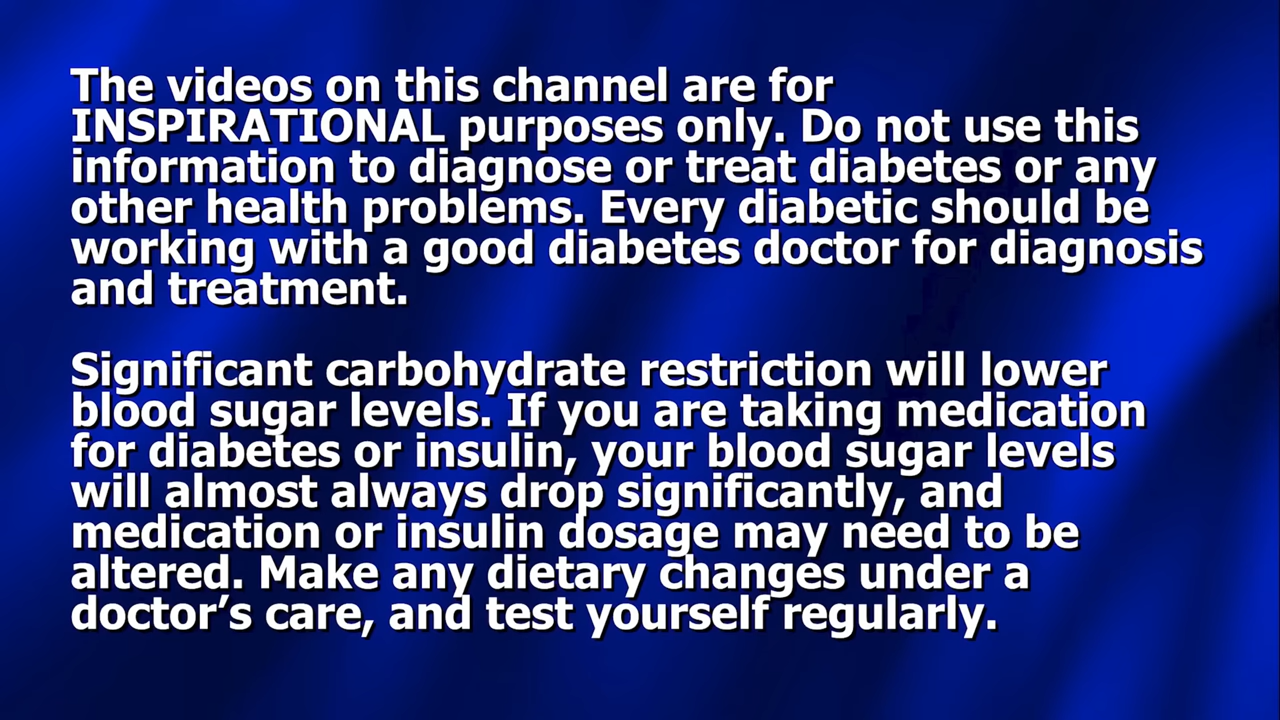 The videos on this channel are for
INSPIRATIONAL purposes only. Do not use this
information to diagnose or treat diabetes or any
other health problems. Every diabetic should be
working with a good diabetes doctor for diagnosis
and treatment.
Significant carbohydrate restriction will lower
blood sugar levels. If you are taking medication
for diabetes or insulin, your blood sugar levels
will almost always drop significantly, and
medication or insulin dosage may need to be
altered. Make any dietary changes under a
doctor’s care, and test yourself regularly.